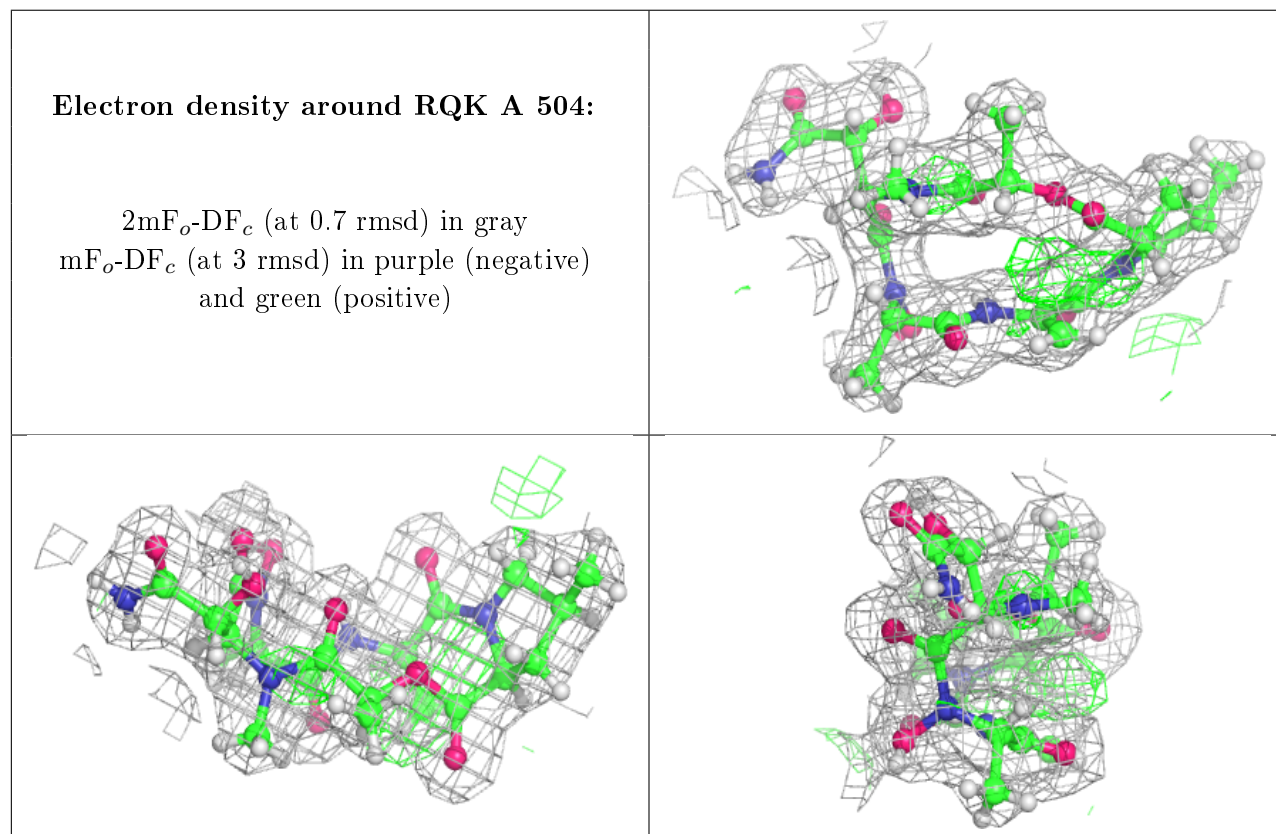 Electron density around RQK A 504:
2mFₒ-DF𝒸 (at 0.7 rmsd) in gray
mFₒ-DF𝒸 (at 3 rmsd) in purple (negative)
and green (positive)